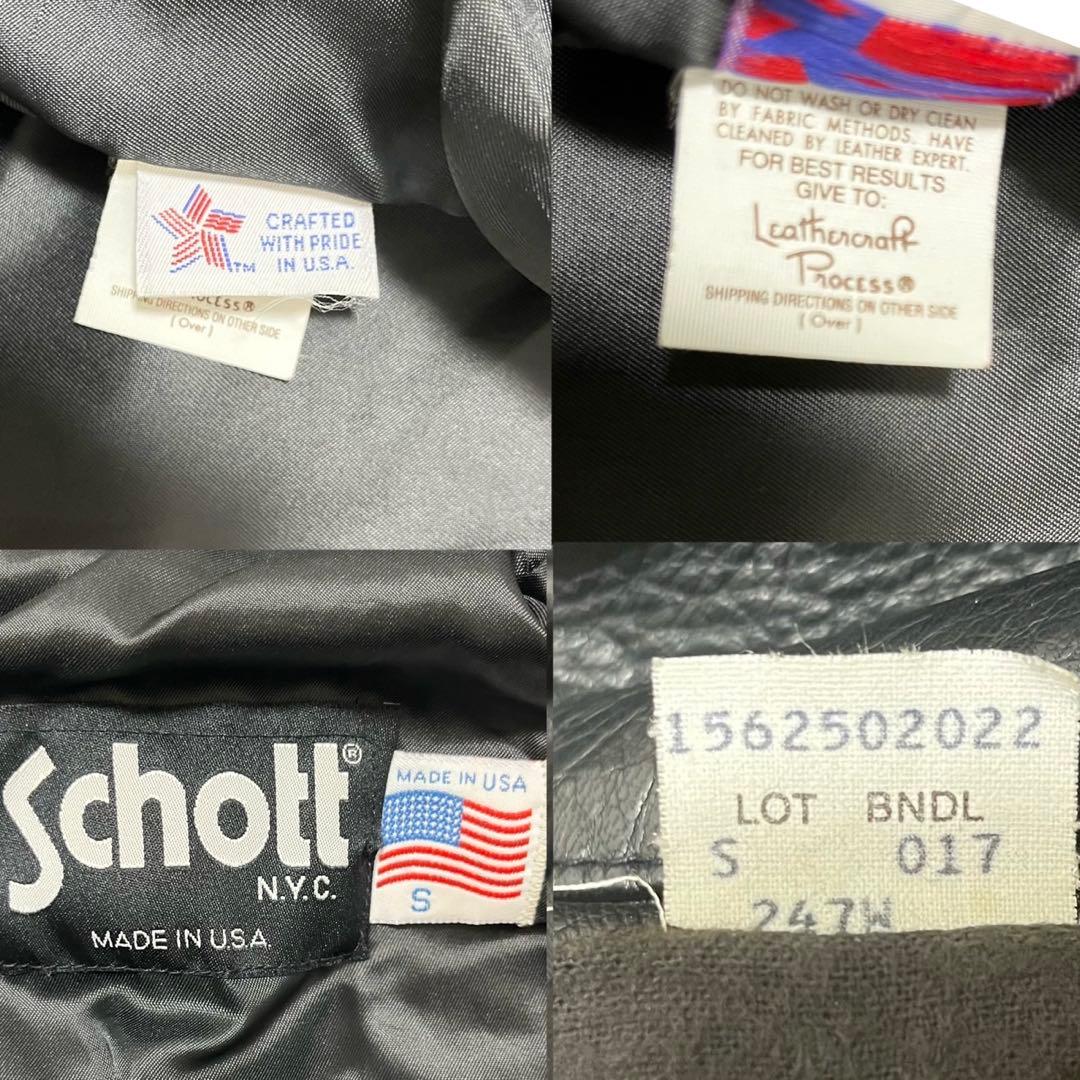 CRAFTED
WITH PRIDE
IN U.S.A.
TM
PROCESS®
SHIPPING DIRECTIONS ON OTHER SIDE
(Over)
DO NOT WASH OR DRY CLEAN
BY FABRIC METHODS. HAVE
CLEANED BY LEATHER EXPERT.
FOR BEST RESULTS
GIVE TO:
Leathercraft
Process®
SHIPPING DIRECTIONS ON OTHER SIDE
(Over)
Schott®
N.Y.C.
MADE IN U.S.A.
MADE IN USA
S
1562502022
LOT BNDL
S 017
247W